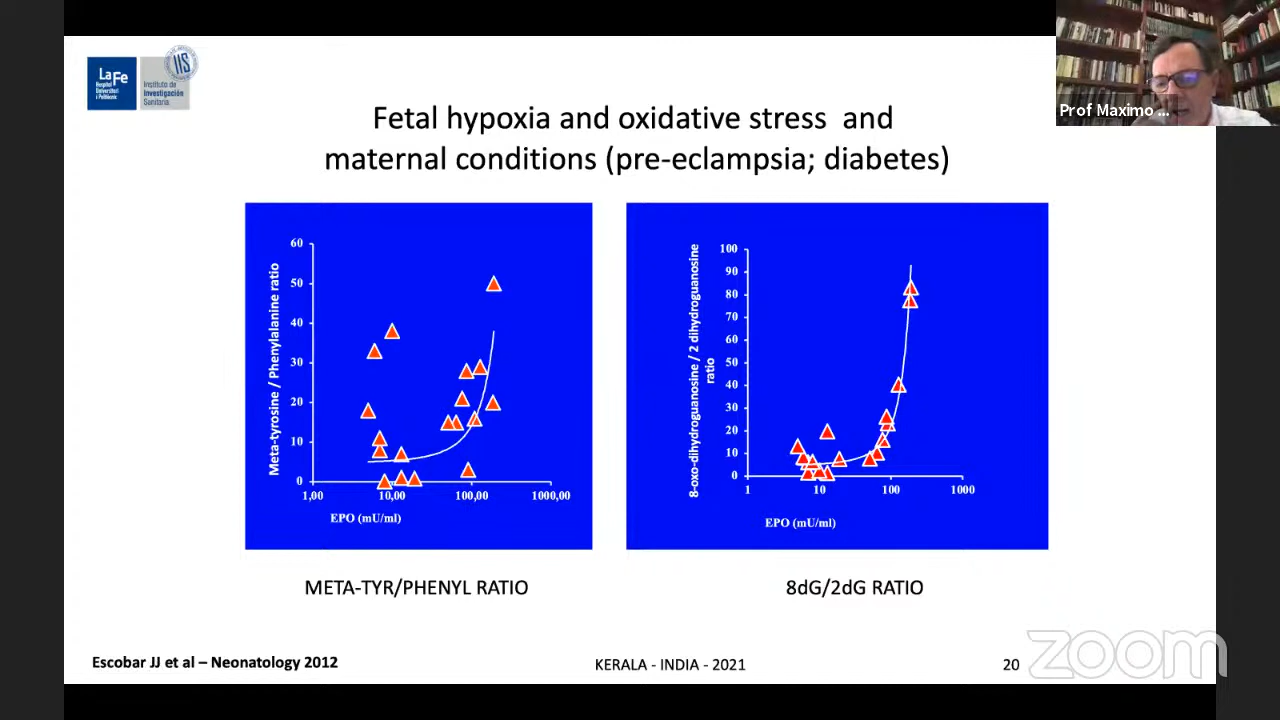 LaFe
Hospital
Universitari
i Politècnic
IIS
Instituto de
Investigación
Sanitaria
Prof Maximo ...
Fetal hypoxia and oxidative stress and
maternal conditions (pre-eclampsia; diabetes)
Meta-tyrosine / Phenylalanine ratio
60
50
40
30
20
10
0
1,00
10,00
100,00
1000,00
EPO (mU/ml)
8-oxo-dihydroguanosine / 2 dihydroguanosine
ratio
100
90
80
70
60
50
40
30
20
10
0
1
10
100
1000
EPO (mU/ml)
META-TYR/PHENYL RATIO
8dG/2dG RATIO
Escobar JJ et al – Neonatology 2012
KERALA - INDIA - 2021
20
zoom